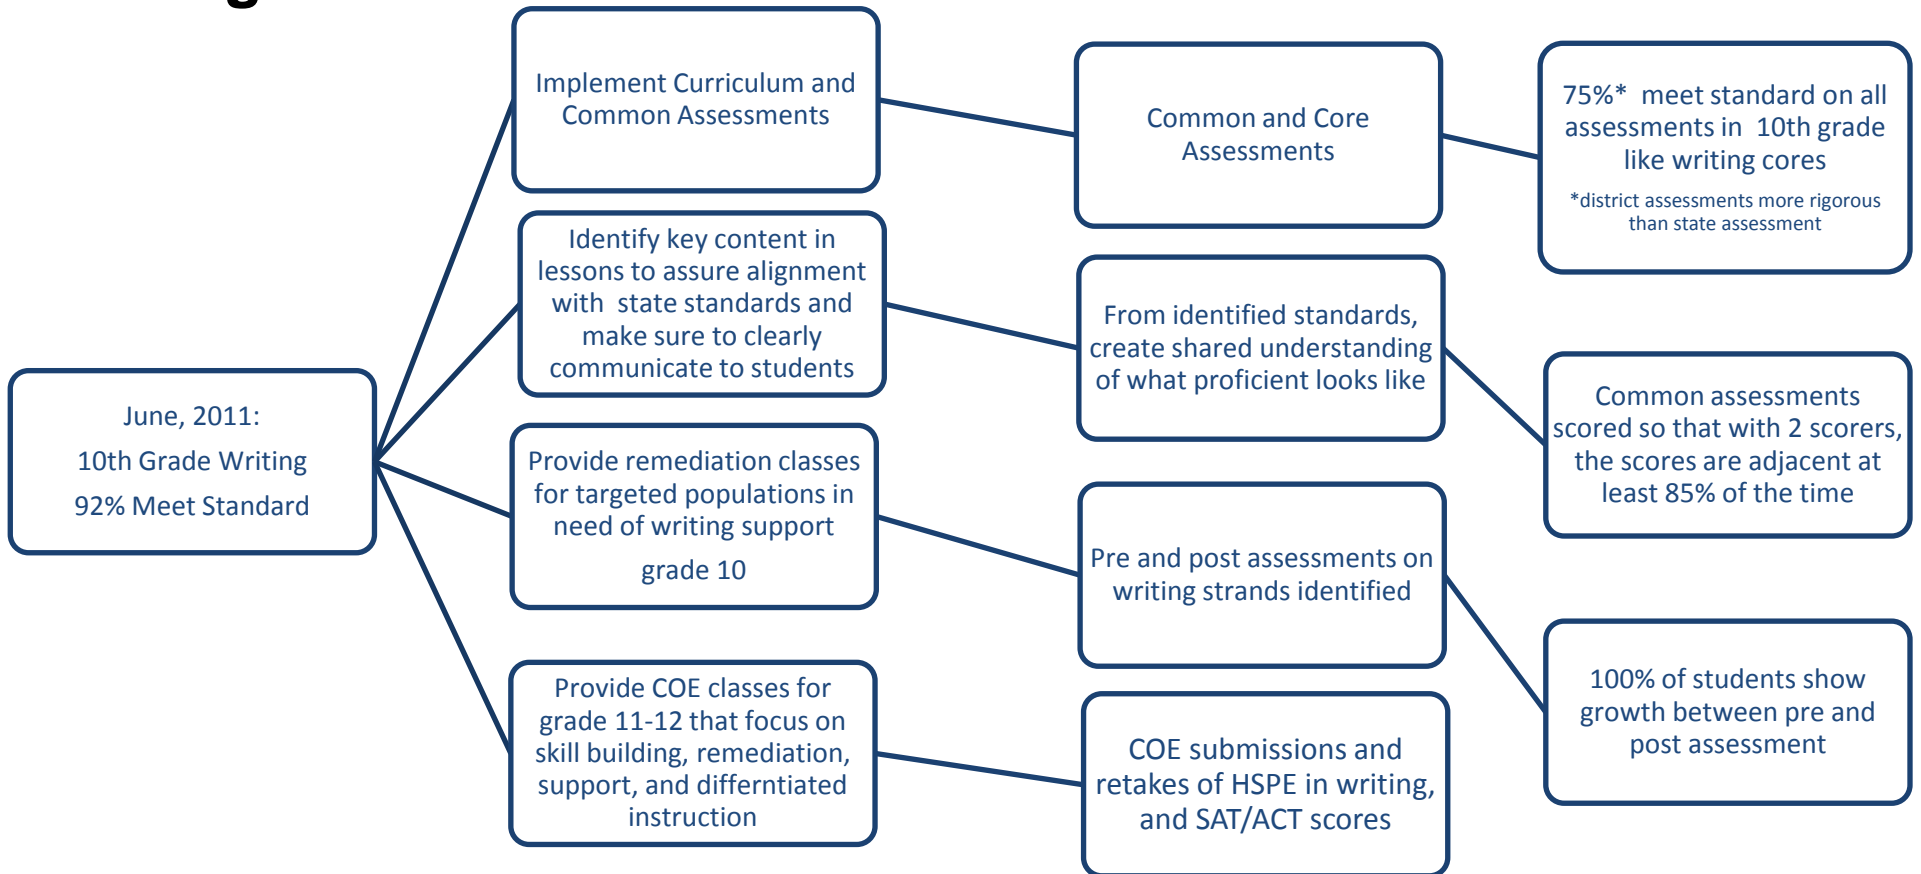 June, 2011:
10th Grade Writing
92% Meet Standard
Implement Curriculum and
Common Assessments
Common and Core
Assessments
75%* meet standard on all
assessments in 10th grade
like writing cores
*district assessments more rigorous
than state assessment
Identify key content in
lessons to assure alignment
with state standards and
make sure to clearly
communicate to students
From identified standards,
create shared understanding
of what proficient looks like
Common assessments
scored so that with 2 scorers,
the scores are adjacent at
least 85% of the time
Provide remediation classes
for targeted populations in
need of writing support
grade 10
Pre and post assessments on
writing strands identified
100% of students show
growth between pre and
post assessment
Provide COE classes for
grade 11-12 that focus on
skill building, remediation,
support, and differntiated
instruction
COE submissions and
retakes of HSPE in writing,
and SAT/ACT scores